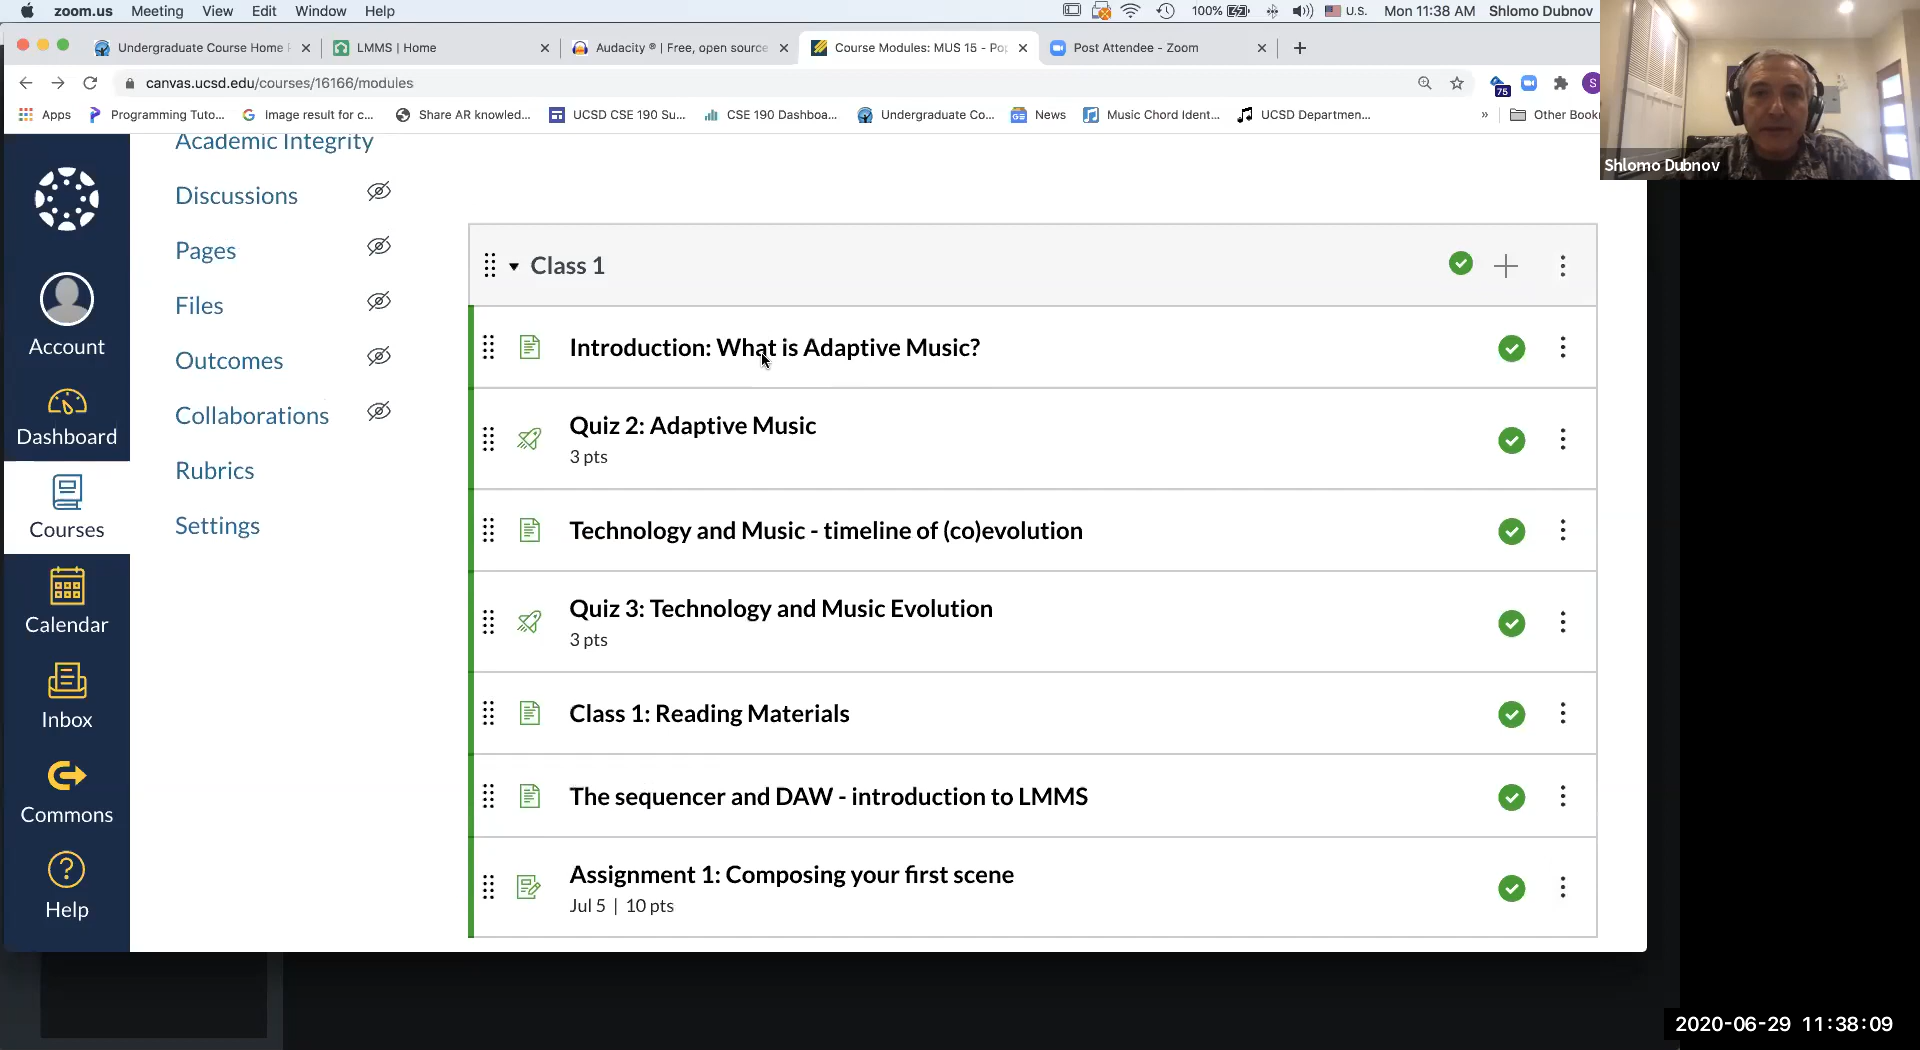 zoom.us Meeting View Edit Window Help 100% U.S. Mon 11:38 AM Shlomo Dubnov
Undergraduate Course Home LMMS | Home Audacity ® | Free, open source Course Modules: MUS 15 - Po Post Attendee - Zoom
canvas.ucsd.edu/courses/16166/modules 75 S
Apps Programming Tuto... Image result for c... Share AR knowled... UCSD CSE 190 Su... CSE 190 Dashboa... Undergraduate Co... News Music Chord Ident... UCSD Departmen... » Other Book
Shlomo Dubnov
Academic Integrity
Discussions
Pages
Files
Outcomes
Collaborations
Rubrics
Settings
Account
Dashboard
Courses
Calendar
Inbox
Commons
Help
Class 1
Introduction: What is Adaptive Music?
Quiz 2: Adaptive Music
3 pts
Technology and Music - timeline of (co)evolution
Quiz 3: Technology and Music Evolution
3 pts
Class 1: Reading Materials
The sequencer and DAW - introduction to LMMS
Assignment 1: Composing your first scene
Jul 5 | 10 pts
2020-06-29 11:38:09